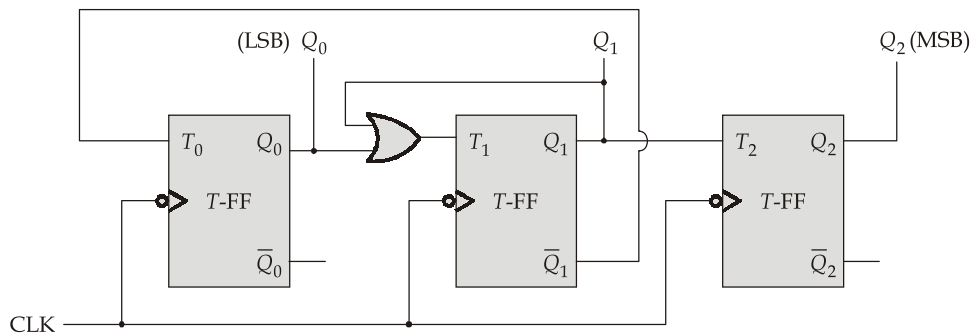 (LSB) Q₀
Q₁
Q₂ (MSB)
T₀ Q₀
T₁ Q₁
T₂ Q₂
T-FF
T-FF
T-FF
Q̅₀
Q̅₁
Q̅₂
CLK